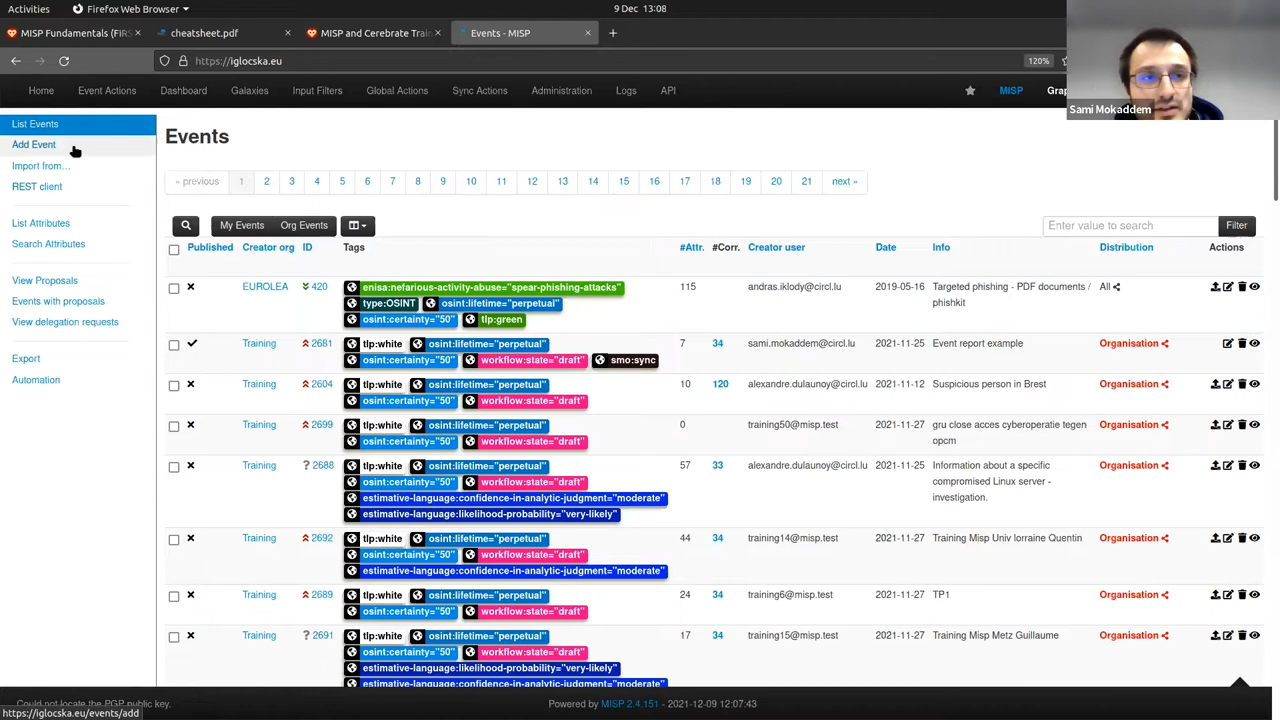 Activities
Firefox Web Browser
9 Dec 13:08
MISP Fundamentals (FIRS
cheatsheet.pdf
MISP and Cerebrate Trai
Events - MISP
https://iglocska.eu
120%
Home
Event Actions
Dashboard
Galaxies
Input Filters
Global Actions
Sync Actions
Administration
Logs
API
MISP
Grap
Sami Mokaddem
List Events
Add Event
Import from...
REST client
List Attributes
Search Attributes
View Proposals
Events with proposals
View delegation requests
Export
Automation
Events
« previous 1 2 3 4 5 6 7 8 9 10 11 12 13 14 15 16 17 18 19 20 21 next »
My Events Org Events
Enter value to search
Filter
Published Creator org ID Tags #Attr. #Corr. Creator user Date Info Distribution Actions
EUROLEA 420 enisa:nefarious-activity-abuse="spear-phishing-attacks" 115 andras.iklody@circl.lu 2019-05-16 Targeted phishing - PDF documents / All
type:OSINT osint:lifetime="perpetual" phishkit
osint:certainty="50" tlp:green
Training 2681 tlp:white osint:lifetime="perpetual" 7 34 sami.mokaddem@circl.lu 2021-11-25 Event report example Organisation
osint:certainty="50" workflow:state="draft" smo:sync
Training 2604 tlp:white osint:lifetime="perpetual" 10 120 alexandre.dulaunoy@circl.lu 2021-11-12 Suspicious person in Brest Organisation
osint:certainty="50" workflow:state="draft"
Training 2699 tlp:white osint:lifetime="perpetual" 0 training50@misp.test 2021-11-27 gru close acces cyberoperatie tegen Organisation
osint:certainty="50" workflow:state="draft" opcm
Training 2688 tlp:white osint:lifetime="perpetual" 57 33 alexandre.dulaunoy@circl.lu 2021-11-25 Information about a specific Organisation
osint:certainty="50" workflow:state="draft" compromised Linux server -
estimative-language:confidence-in-analytic-judgment="moderate" investigation.
estimative-language:likelihood-probability="very-likely"
Training 2692 tlp:white osint:lifetime="perpetual" 44 34 training14@misp.test 2021-11-27 Training Misp Univ lorraine Quentin Organisation
osint:certainty="50" workflow:state="draft"
estimative-language:confidence-in-analytic-judgment="moderate"
Training 2689 tlp:white osint:lifetime="perpetual" 24 34 training6@misp.test 2021-11-27 TP1 Organisation
osint:certainty="50" workflow:state="draft"
Training 2691 tlp:white osint:lifetime="perpetual" 17 34 training15@misp.test 2021-11-27 Training Misp Metz Guillaume Organisation
osint:certainty="50" workflow:state="draft"
estimative-language:likelihood-probability="very-likely"
estimative-language:confidence-in-analytic-judgment="moderate"
Could not locate the PGP public key.
Powered by MISP 2.4.151 - 2021-12-09 12:07:43
https://iglocska.eu/events/add